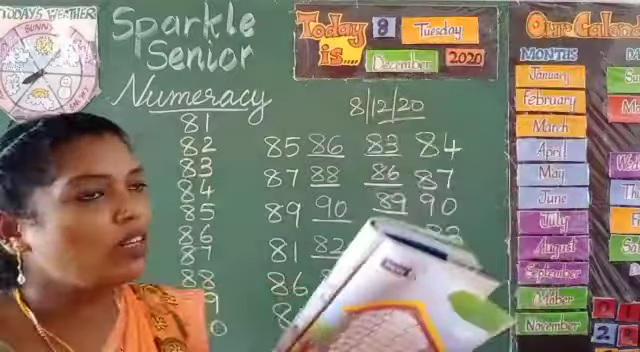 TODAYS WEATHER
SUNNY
Sparkle
Senior
Numeracy
Today
is....
8
Tuesday
December
2020
8/12/20
81
82
83
84
85
86
87
88
85 86
87 88
89 90
81 82
86
83 84
86 87
89 90
Our Calend
MONTHS
January
February
March
April
May
June
July
August
September
October
November